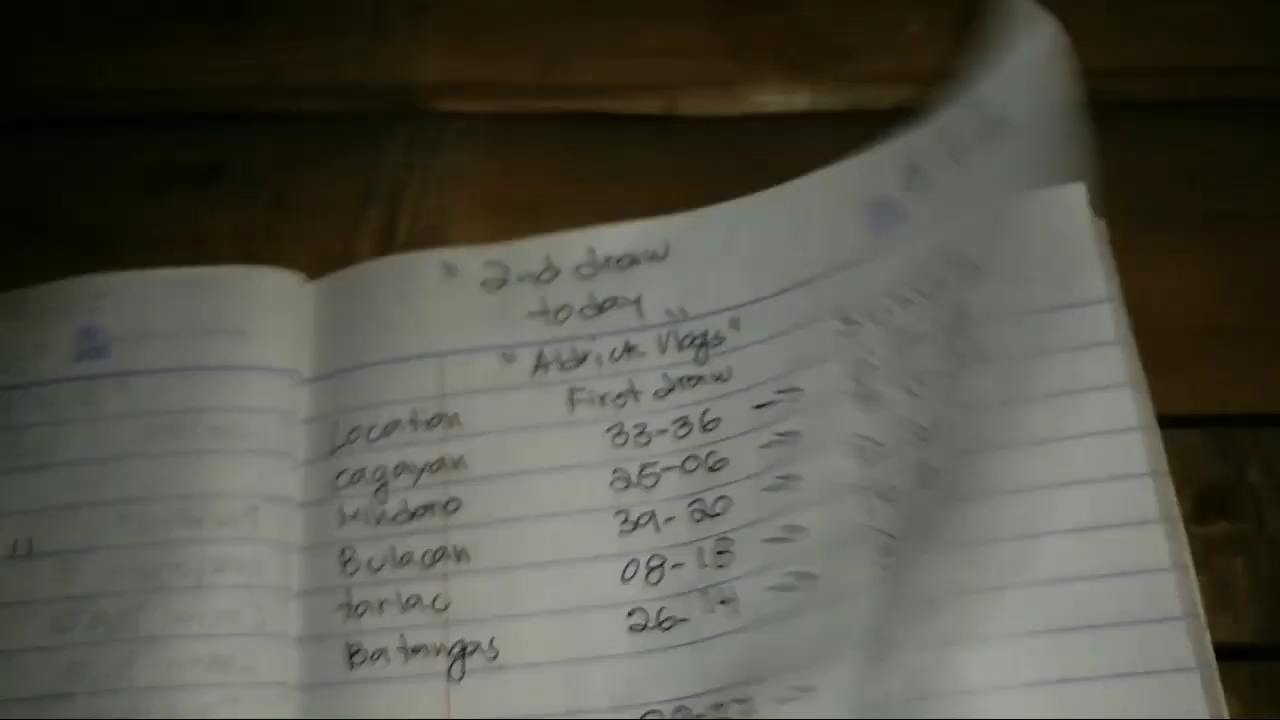 " 2nd draw
today "
" Aldrick Vlogs "
Location First draw
cagayan 33-36 =
Mindoro 25-06 =
Bulacan 39-20 =
tarlac 08-13 =
Batangas 26- =